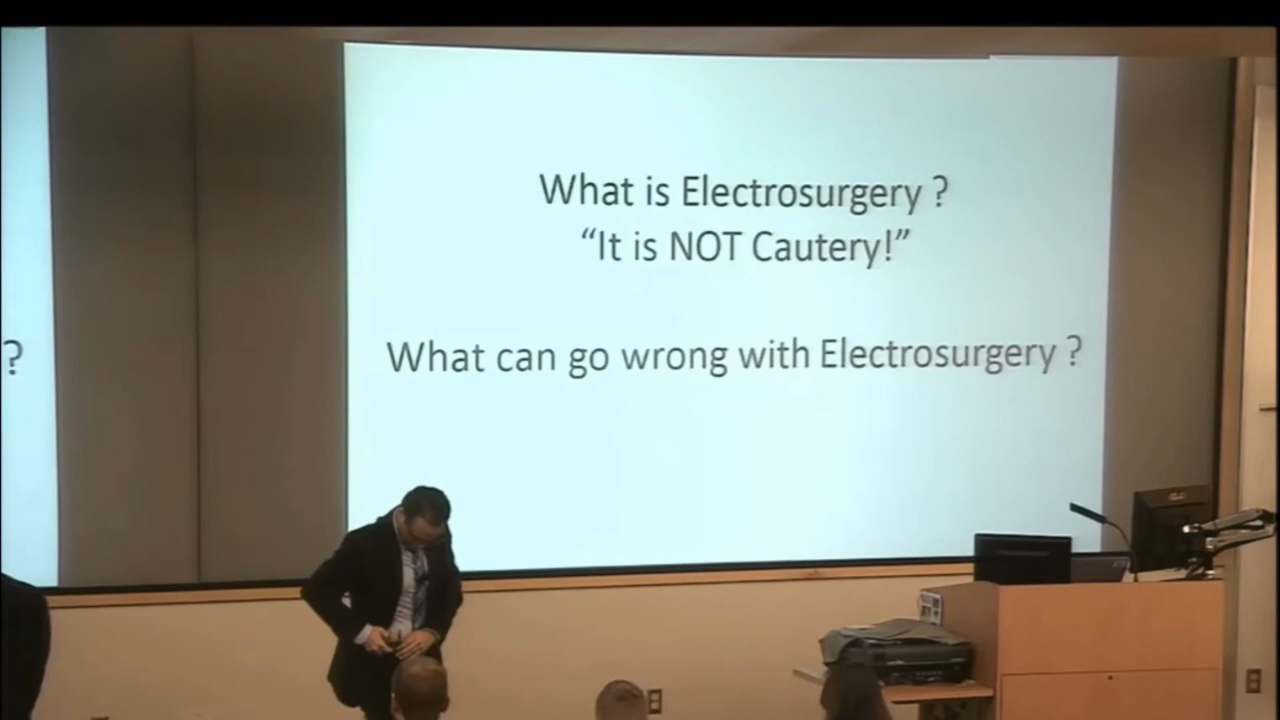 What is Electrosurgery ?
“It is NOT Cautery!”
What can go wrong with Electrosurgery ?
?